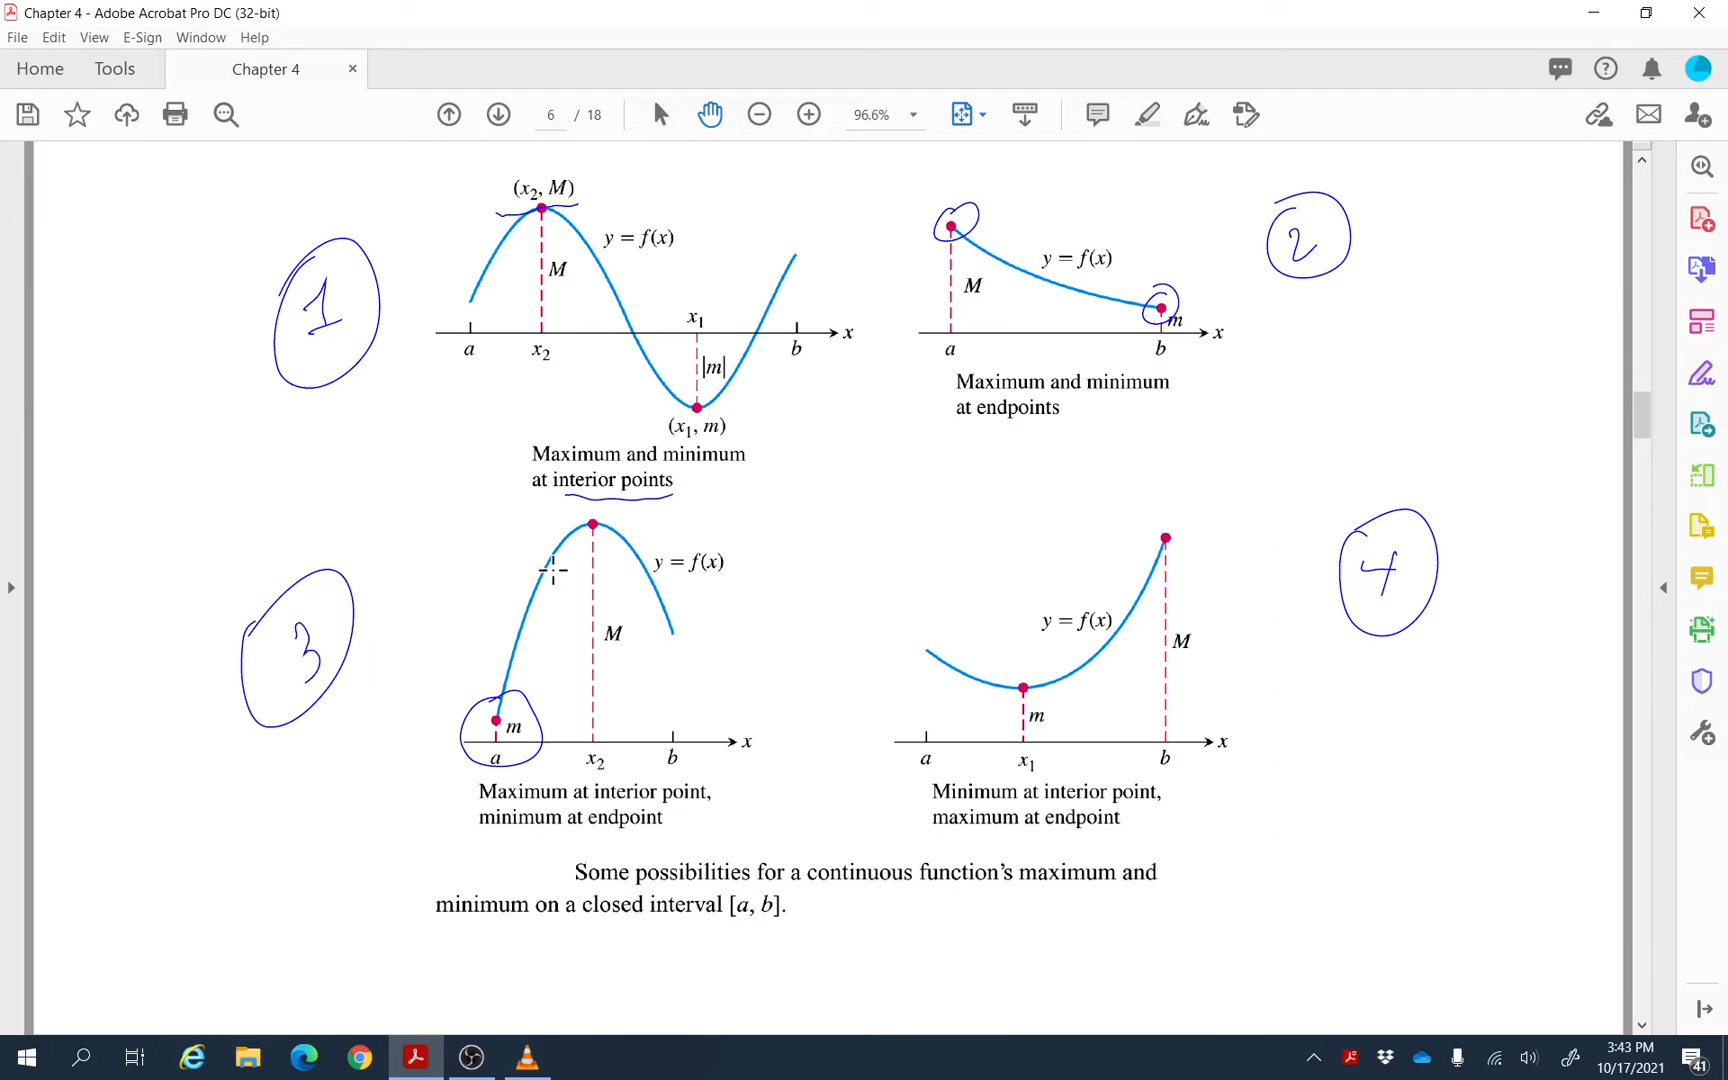 Chapter 4 - Adobe Acrobat Pro DC (32-bit)
File Edit View E-Sign Window Help
Home Tools Chapter 4 ×
6 / 18 96.6%
(x₂, M)
y = f(x)
M
x₁
a x₂ b x
|m|
(x₁, m)
Maximum and minimum
at interior points
1
y = f(x)
M
m
a b x
Maximum and minimum
at endpoints
2
y = f(x)
M
m
a x₂ b x
Maximum at interior point,
minimum at endpoint
3
y = f(x)
M
m
a x₁ b x
Minimum at interior point,
maximum at endpoint
4
Some possibilities for a continuous function’s maximum and
minimum on a closed interval [a, b].
3:43 PM
10/17/2021
41